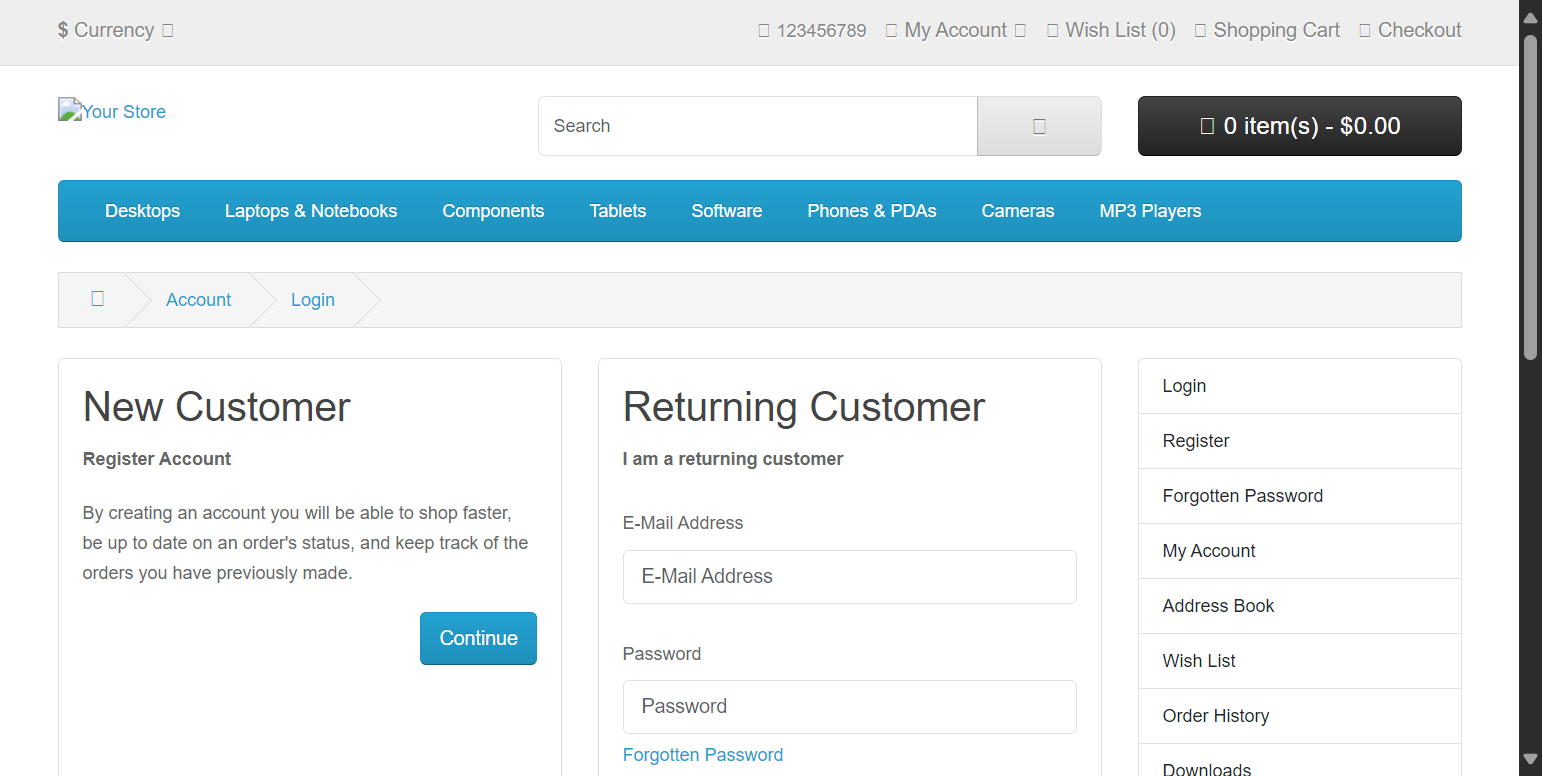 $ Currency
123456789 My Account Wish List (0) Shopping Cart Checkout
Your Store
Search
0 item(s) - $0.00
Desktops Laptops & Notebooks Components Tablets Software Phones & PDAs Cameras MP3 Players
Account Login
New Customer
Register Account
By creating an account you will be able to shop faster,
be up to date on an order's status, and keep track of the
orders you have previously made.
Continue
Returning Customer
I am a returning customer
E-Mail Address
E-Mail Address
Password
Password
Forgotten Password
Login
Register
Forgotten Password
My Account
Address Book
Wish List
Order History
Downloads